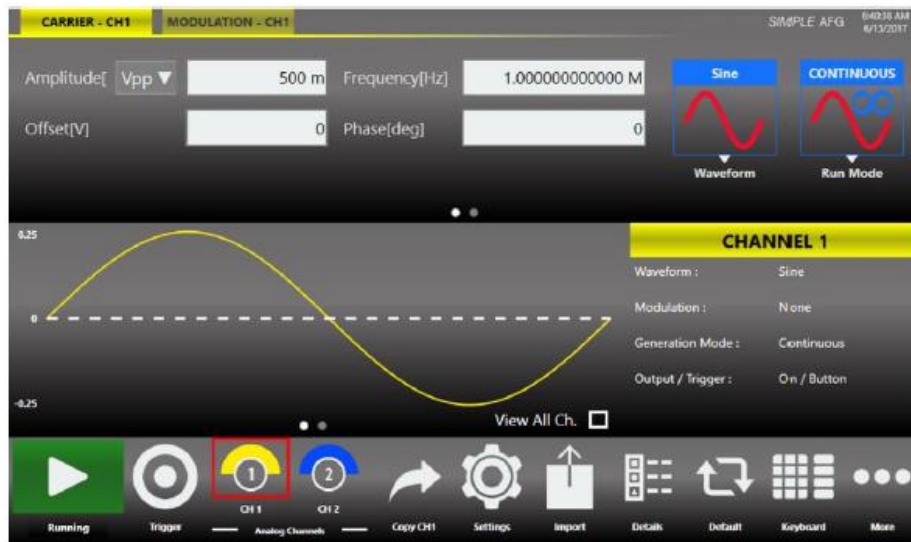 CARRIER - CH1 MODULATION - CH1 SIMPLE AFG 6:40:38 AM
6/13/2017
Amplitude[ Vpp ▼ 500 m Frequency[Hz] 1.000000000000 M Sine CONTINUOUS
Offset[V] 0 Phase[deg] 0
Waveform Run Mode
0.25 CHANNEL 1
Waveform : Sine
Modulation : None
0
Generation Mode : Continuous
Output / Trigger : On / Button
-0.25
View All Ch.
1 2
CH 1 CH 2
Running Trigger Analog Channels Copy CH1 Settings Import Details Default Keyboard More